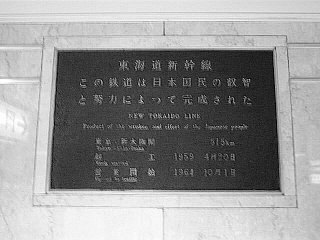 東海道新幹線
この鉄道は日本国民の叡智
と努力によって完成された
NEW TOKAIDO LINE
Product of the wisdom and effort of the Japanese people
東京・新大阪間 515km
起工 1959 4月20日
営業開始 1964 10月1日